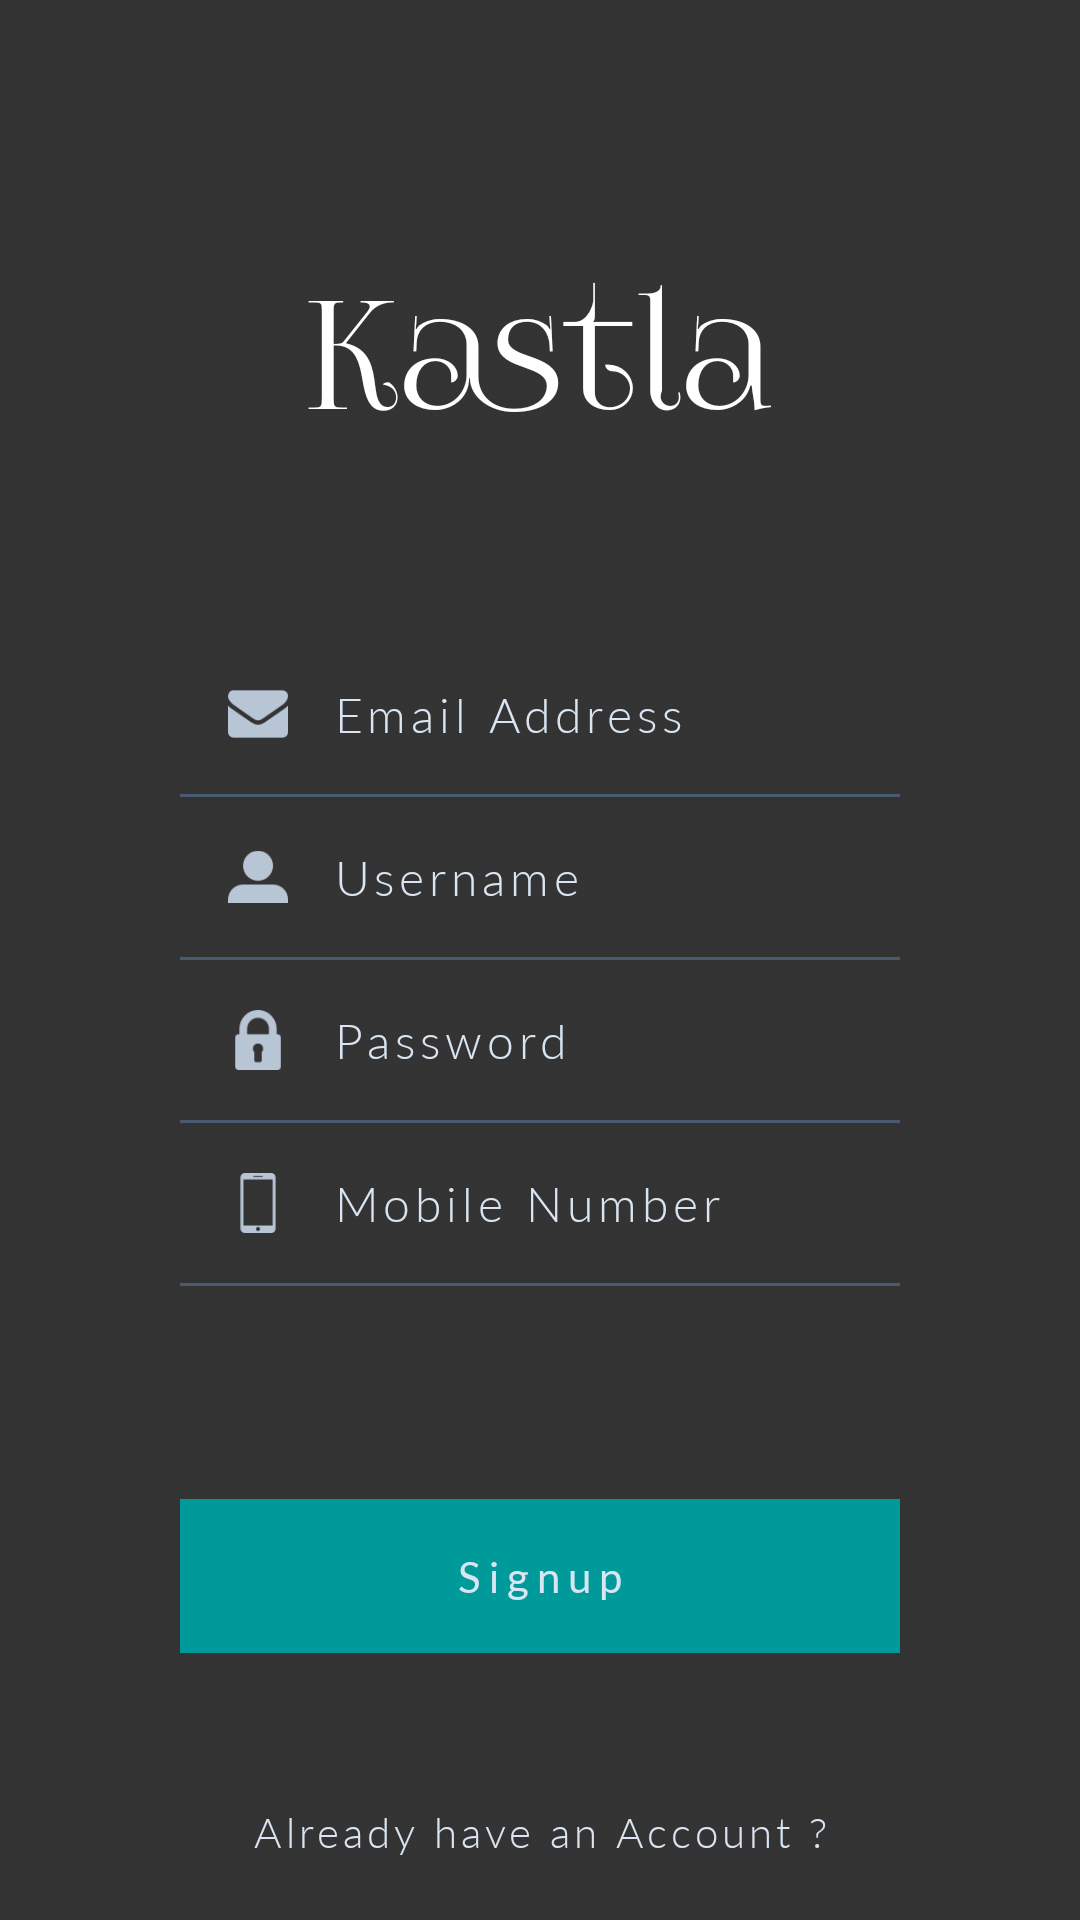 Kastla
Email Address
Username
Password
Mobile Number
Signup
Already have an Account ?